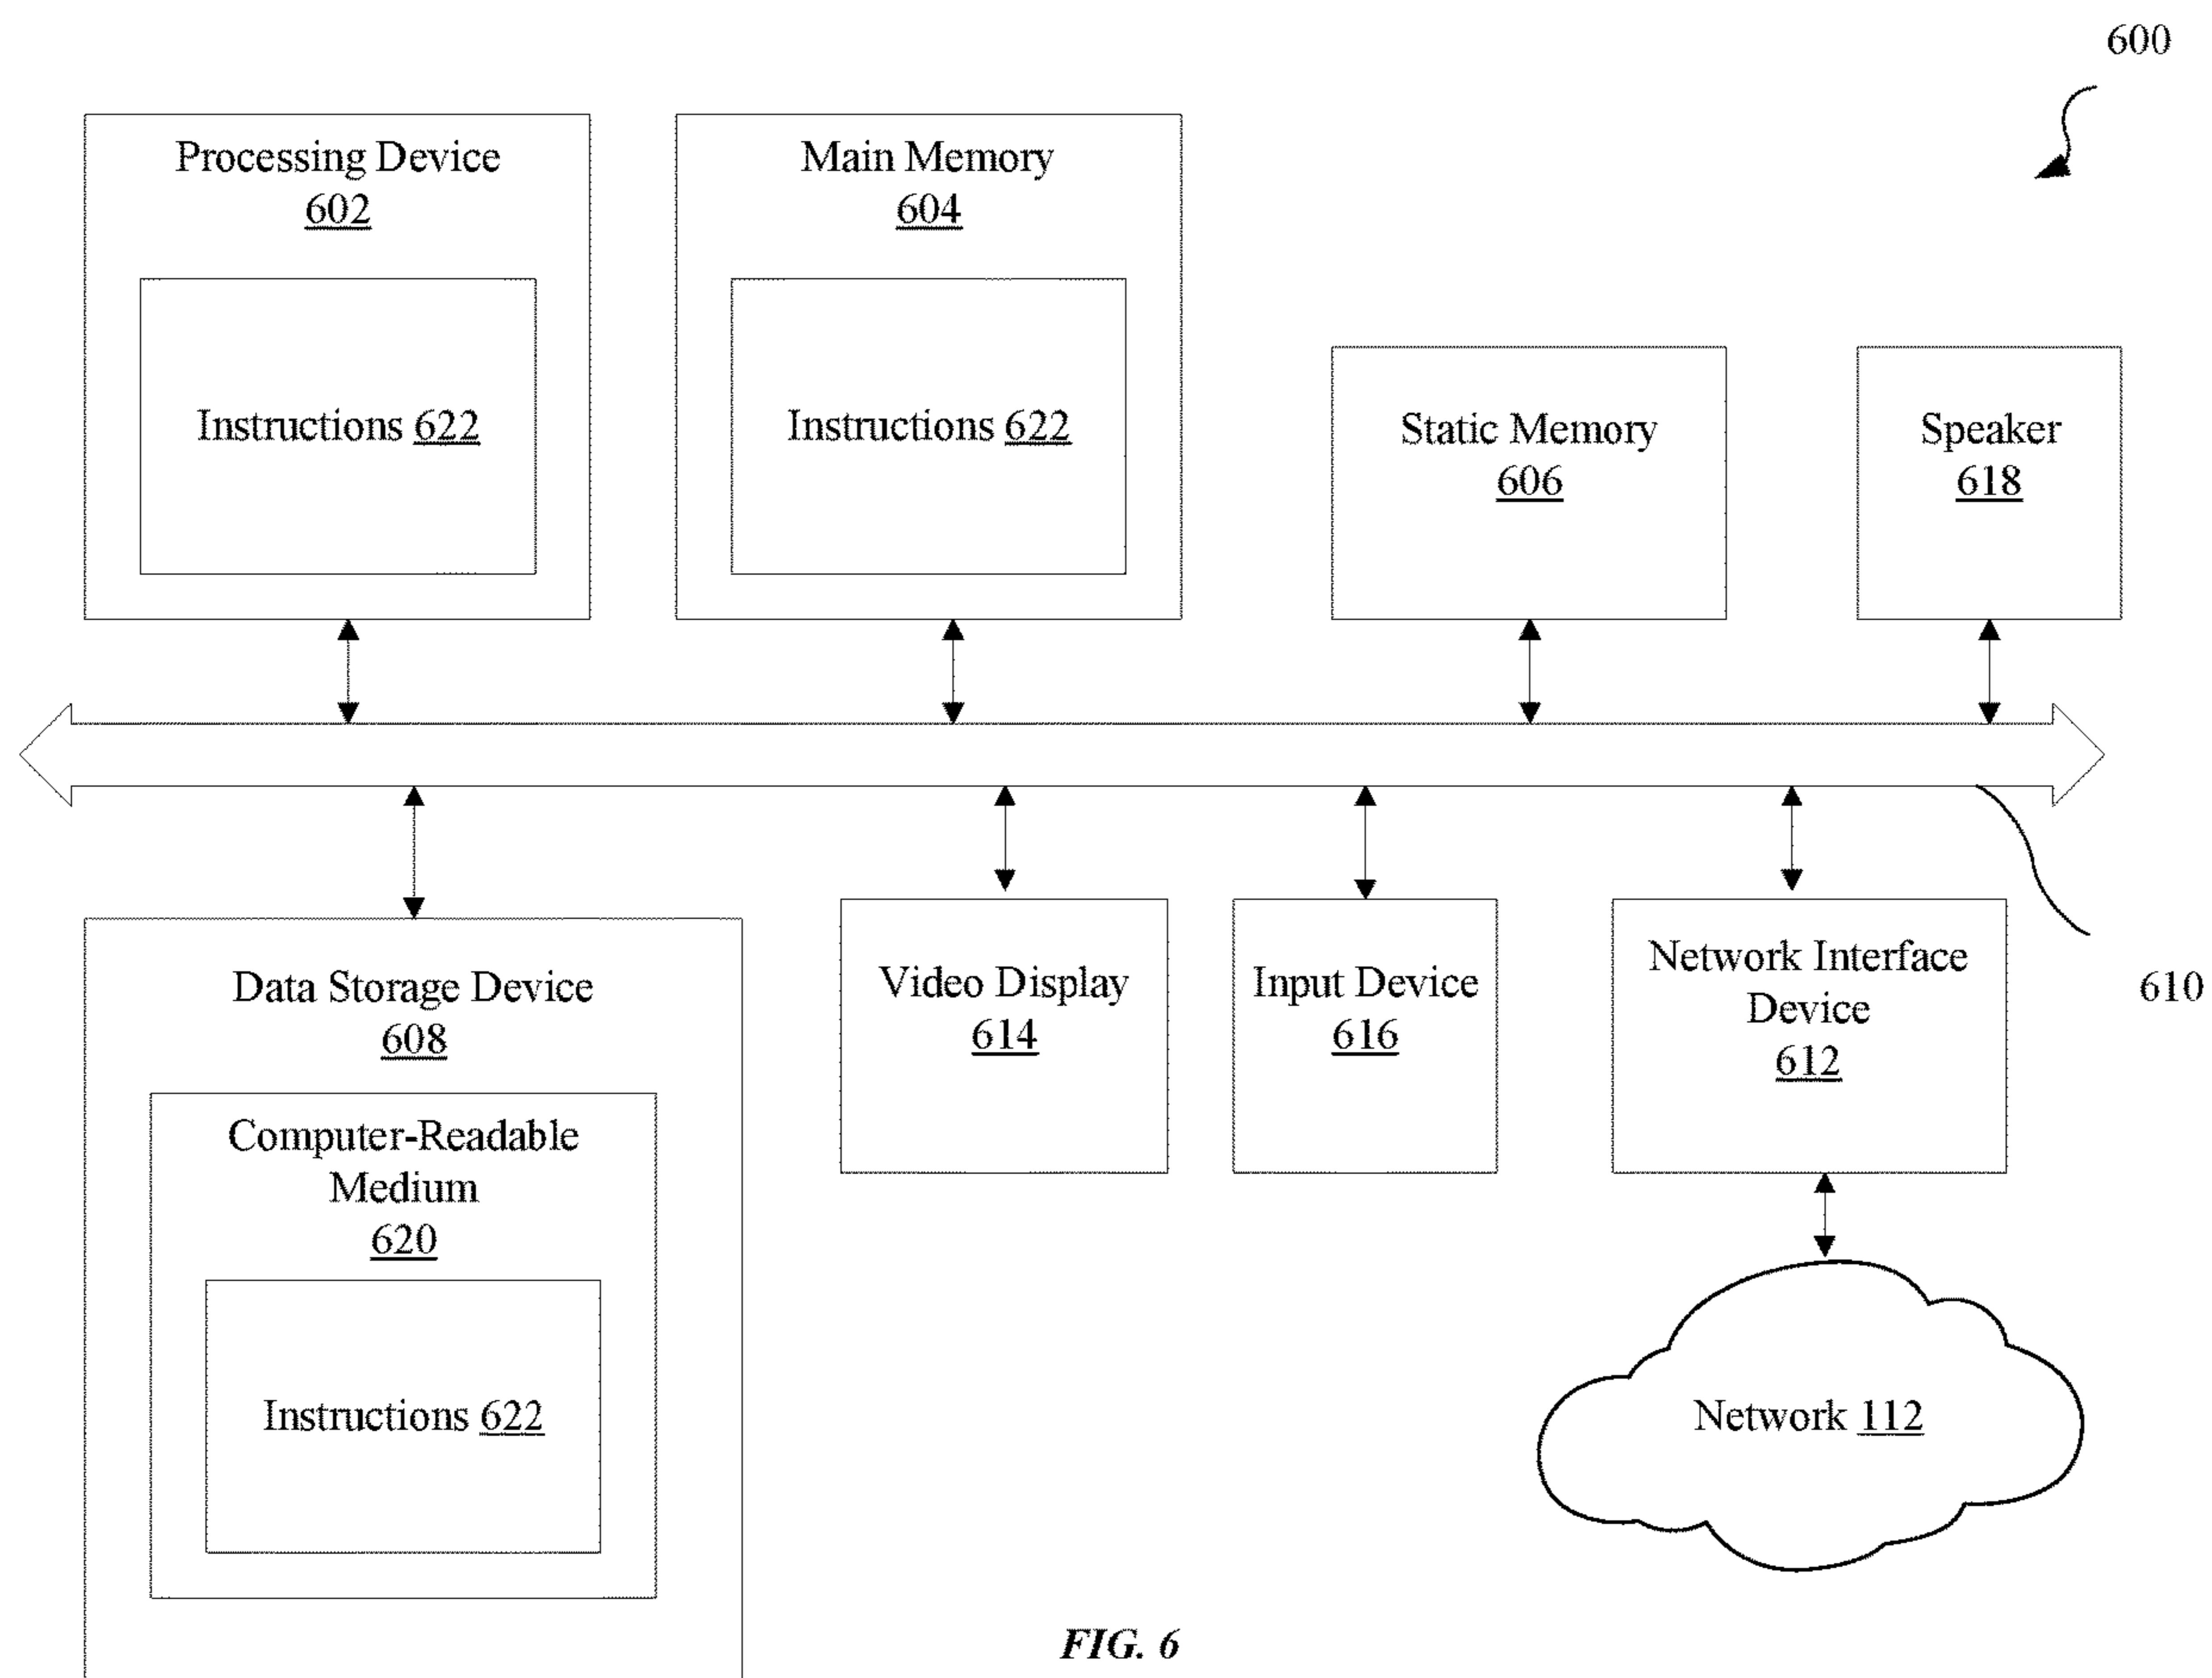 600
Processing Device
602
Instructions 622
Main Memory
604
Instructions 622
Static Memory
606
Speaker
618
610
Data Storage Device
608
Computer-Readable
Medium
620
Instructions 622
Video Display
614
Input Device
616
Network Interface
Device
612
Network 112
FIG. 6